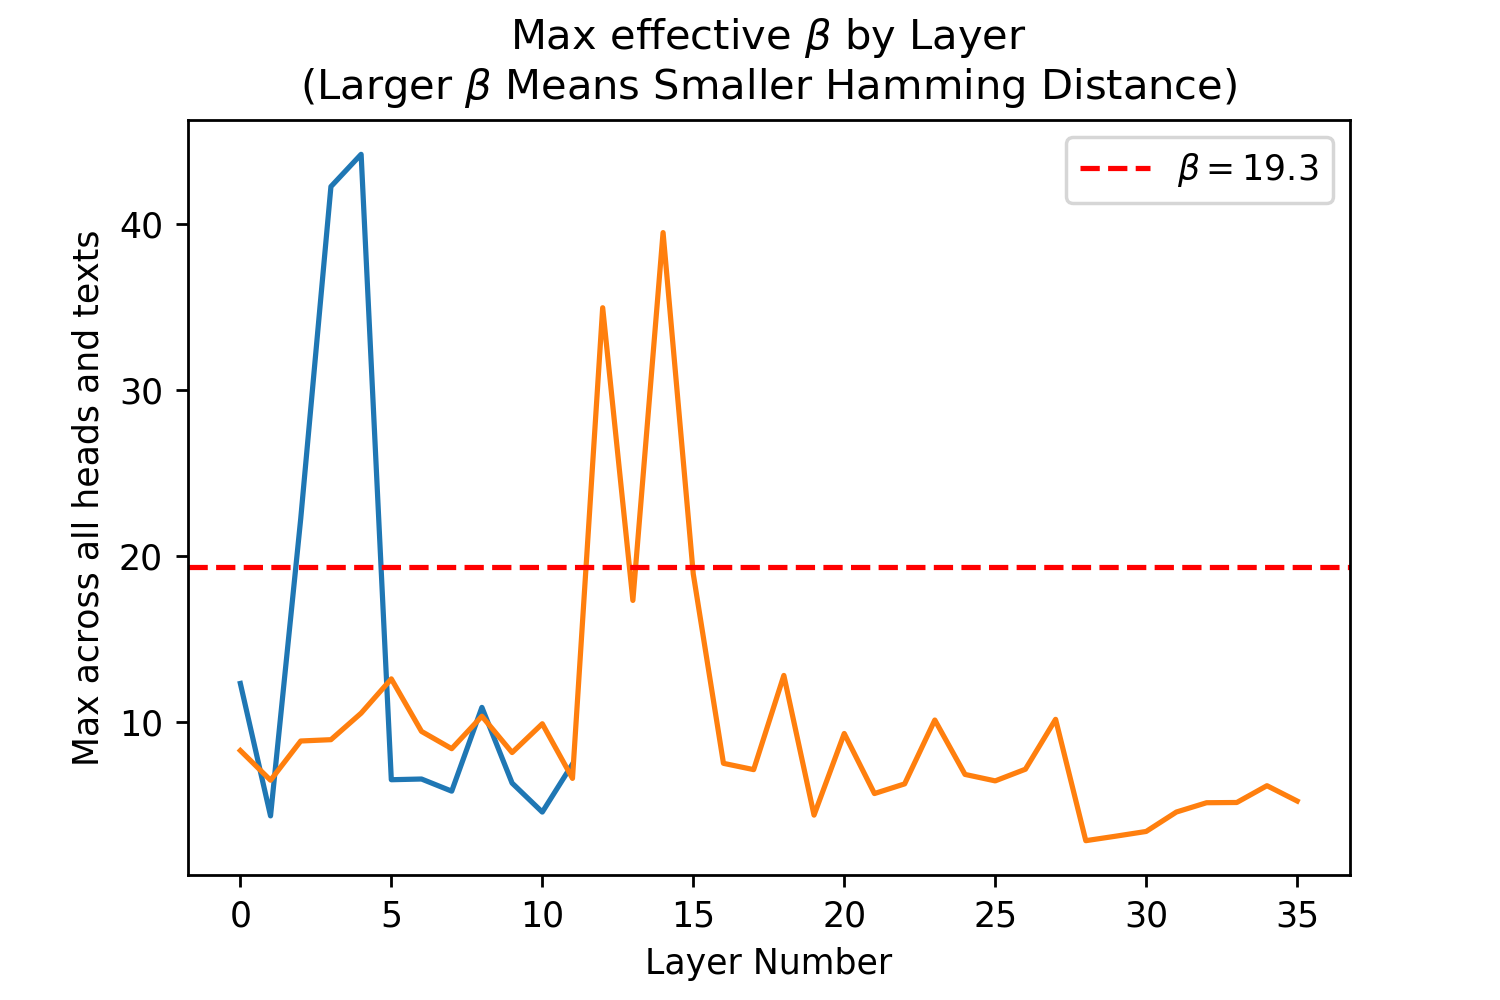 Max effective β by Layer
(Larger β Means Smaller Hamming Distance)
β = 19.3
Max across all heads and texts
40
30
20
10
0 5 10 15 20 25 30 35
Layer Number